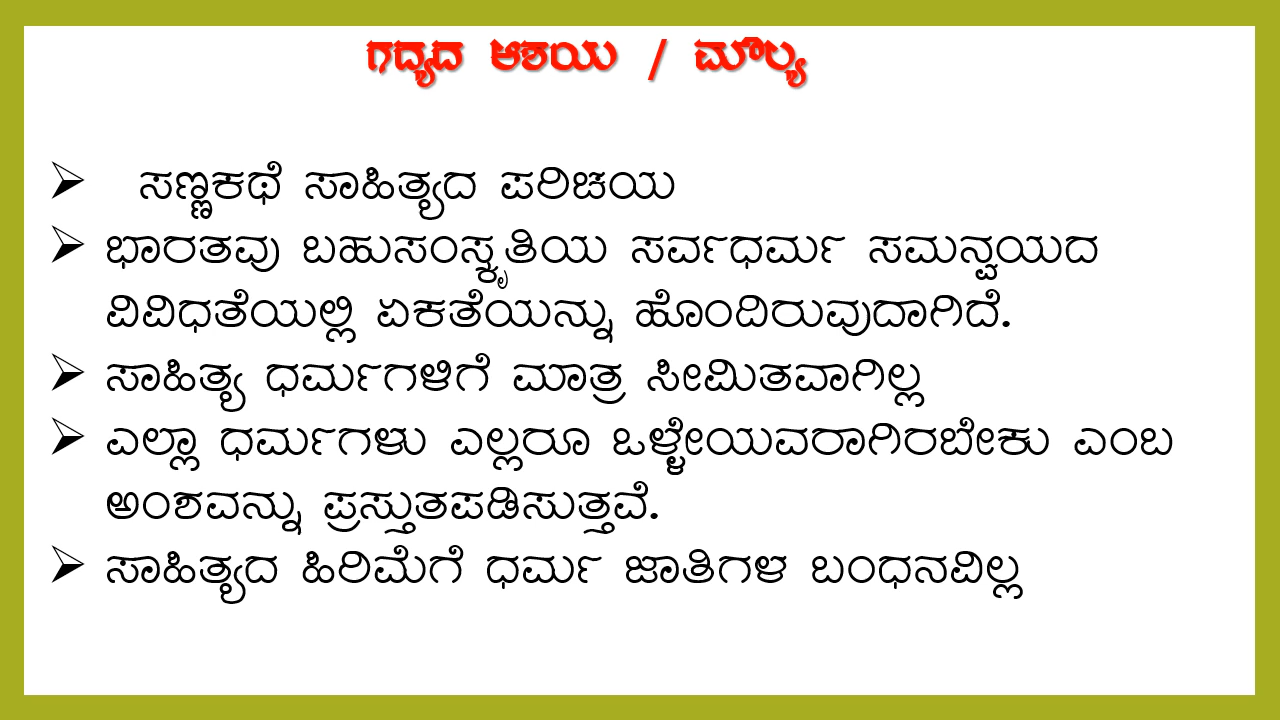 ಗದ್ಯದ ಆಶಯ / ಮೌಲ್ಯ
➢ ಸಣ್ಣಕಥೆ ಸಾಹಿತ್ಯದ ಪರಿಚಯ
➢ ಭಾರತವು ಬಹುಸಂಸ್ಕೃತಿಯ ಸರ್ವಧರ್ಮ ಸಮನ್ವಯದ
ವಿವಿಧತೆಯಲ್ಲಿ ಏಕತೆಯನ್ನು ಹೊಂದಿರುವುದಾಗಿದೆ.
➢ ಸಾಹಿತ್ಯ ಧರ್ಮಗಳಿಗೆ ಮಾತ್ರ ಸೀಮಿತವಾಗಿಲ್ಲ
➢ ಎಲ್ಲಾ ಧರ್ಮಗಳು ಎಲ್ಲರೂ ಒಳ್ಳೇಯವರಾಗಿರಬೇಕು ಎಂಬ
ಅಂಶವನ್ನು ಪ್ರಸ್ತುತಪಡಿಸುತ್ತವೆ.
➢ ಸಾಹಿತ್ಯದ ಹಿರಿಮೆಗೆ ಧರ್ಮ ಜಾತಿಗಳ ಬಂಧನವಿಲ್ಲ